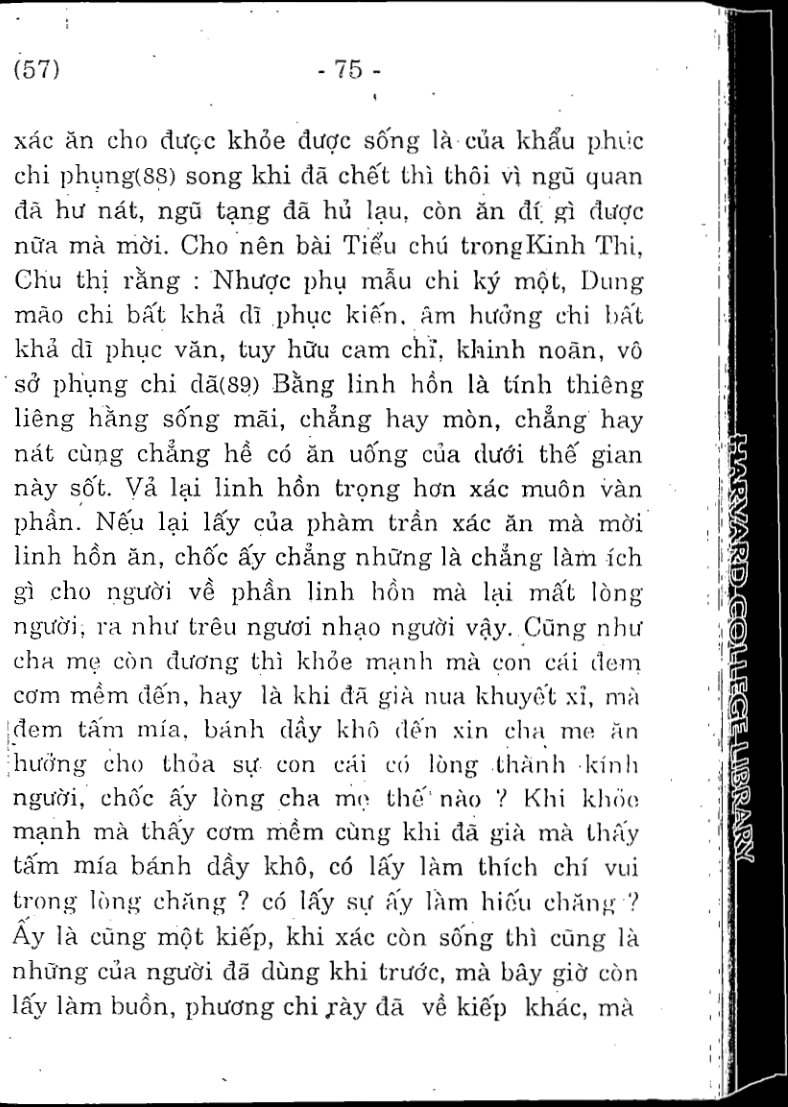 (57) - 75 -
xác ăn cho được khỏe được sống là của khẩu phúc
chi phụng(88) song khi đã chết thì thôi vì ngũ quan
đã hư nát, ngũ tạng đã hủ lạu, còn ăn đí gì được
nữa mà mời. Cho nên bài Tiểu chú trongKinh Thi,
Chu thị rằng : Nhược phụ mẫu chi ký một, Dung
mão chi bất khả dĩ phục kiến, âm hưởng chi bất
khả dĩ phục văn, tuy hữu cam chỉ, khinh noãn, vô
sở phụng chi dã(89) Bằng linh hồn là tính thiêng
liêng hằng sống mãi, chẳng hay mòn, chẳng hay
nát cùng chẳng hề có ăn uống của dưới thế gian
này sốt. Vả lại linh hồn trọng hơn xác muôn vàn
phần. Nếu lại lấy của phàm trần xác ăn mà mời
linh hồn ăn, chốc ấy chẳng những là chẳng làm ích
gì cho người về phần linh hồn mà lại mất lòng
người, ra như trêu ngươi nhạo người vậy. Cũng như
cha mẹ còn đương thì khỏe mạnh mà con cái đem
cơm mềm đến, hay là khi đã già nua khuyết xỉ, mà
đem tấm mía, bánh dầy khô đến xin cha mẹ ăn
hưởng cho thỏa sự con cái có lòng thành kính
người, chốc ấy lòng cha mẹ thế nào ? Khi khỏe
mạnh mà thấy cơm mềm cùng khi đã già mà thấy
tấm mía bánh dầy khô, có lấy làm thích chí vui
trong lòng chăng ? có lấy sự ấy làm hiếu chăng ?
Ấy là cũng một kiếp, khi xác còn sống thì cũng là
những của người đã dùng khi trước, mà bây giờ còn
lấy làm buồn, phương chi rày đã về kiếp khác, mà
HARVARD COLLEGE LIBRARY